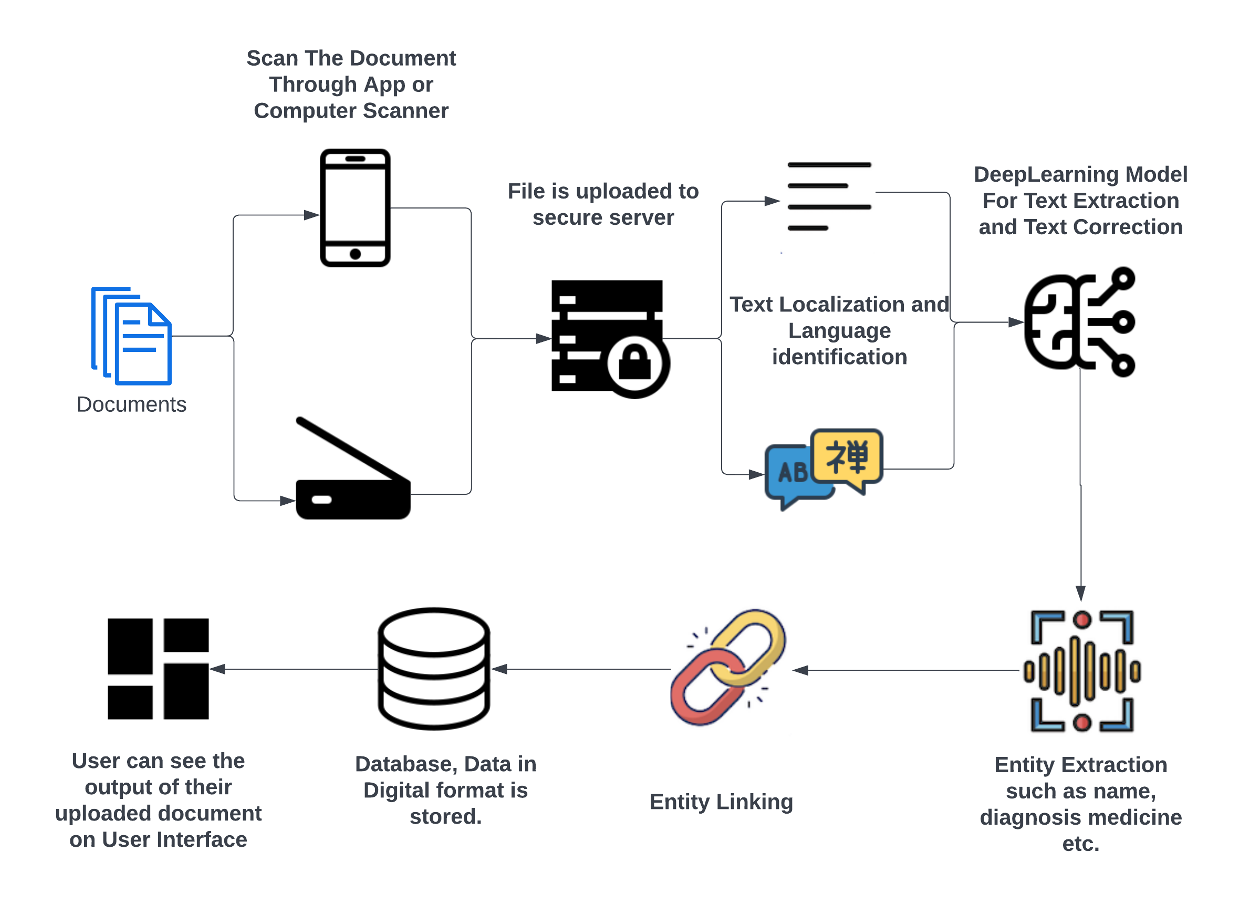 Scan The Document
Through App or
Computer Scanner
File is uploaded to
secure server
DeepLearning Model
For Text Extraction
and Text Correction
Text Localization and
Language
identification
Documents
AB
禅
User can see the
output of their
uploaded document
on User Interface
Database, Data in
Digital format is
stored.
Entity Linking
Entity Extraction
such as name,
diagnosis medicine
etc.